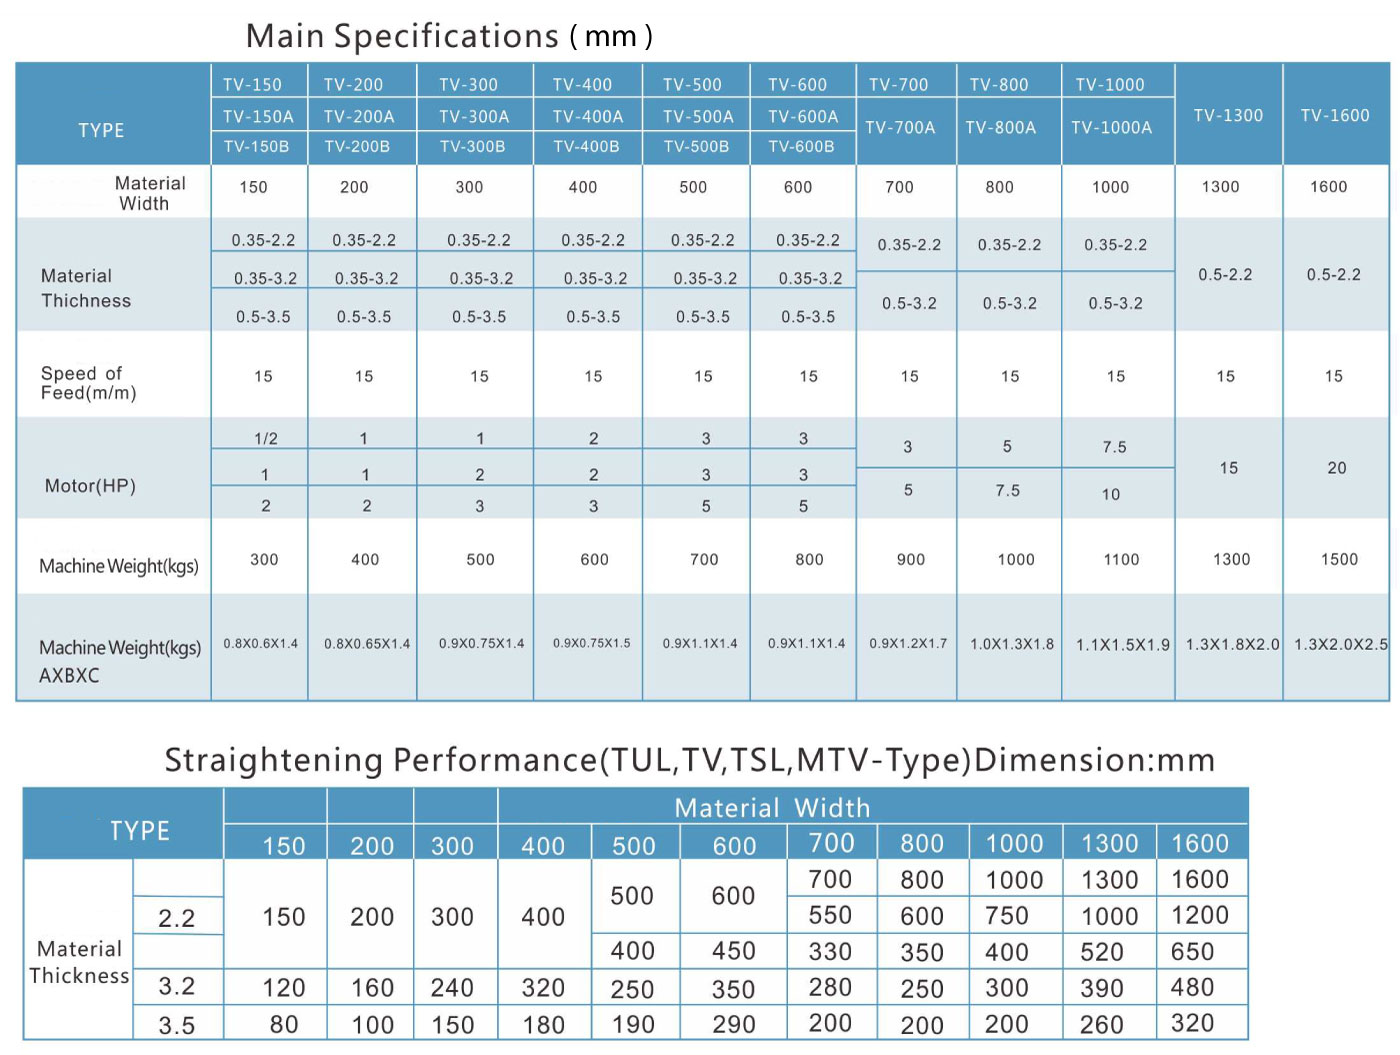 Main Specifications ( mm )
TYPE
TV-150 TV-200 TV-300 TV-400 TV-500 TV-600 TV-700 TV-800 TV-1000 TV-1300 TV-1600
TV-150A TV-200A TV-300A TV-400A TV-500A TV-600A TV-700A TV-800A TV-1000A
TV-150B TV-200B TV-300B TV-400B TV-500B TV-600B
Material
Width
150 200 300 400 500 600 700 800 1000 1300 1600
Material
Thichness
0.35-2.2 0.35-2.2 0.35-2.2 0.35-2.2 0.35-2.2 0.35-2.2 0.35-2.2 0.35-2.2 0.35-2.2 0.5-2.2 0.5-2.2
0.35-3.2 0.35-3.2 0.35-3.2 0.35-3.2 0.35-3.2 0.35-3.2 0.5-3.2 0.5-3.2 0.5-3.2
0.5-3.5 0.5-3.5 0.5-3.5 0.5-3.5 0.5-3.5 0.5-3.5
Speed of
Feed(m/m)
15 15 15 15 15 15 15 15 15 15 15
Motor(HP)
1/2 1 1 2 3 3 3 5 7.5 15 20
1 1 2 2 3 3 5 7.5 10
2 2 3 3 5 5
Machine Weight(kgs) 300 400 500 600 700 800 900 1000 1100 1300 1500
Machine Weight(kgs) 0.8X0.6X1.4 0.8X0.65X1.4 0.9X0.75X1.4 0.9X0.75X1.5 0.9X1.1X1.4 0.9X1.1X1.4 0.9X1.2X1.7 1.0X1.3X1.8 1.1X1.5X1.9 1.3X1.8X2.0 1.3X2.0X2.5
AXBXC
Straightening Performance(TUL,TV,TSL,MTV-Type)Dimension:mm
TYPE
Material Width
150 200 300 400 500 600 700 800 1000 1300 1600
Material
Thickness
500 600 700 800 1000 1300 1600
2.2 150 200 300 400 550 600 750 1000 1200
400 450 330 350 400 520 650
3.2 120 160 240 320 250 350 280 250 300 390 480
3.5 80 100 150 180 190 290 200 200 200 260 320